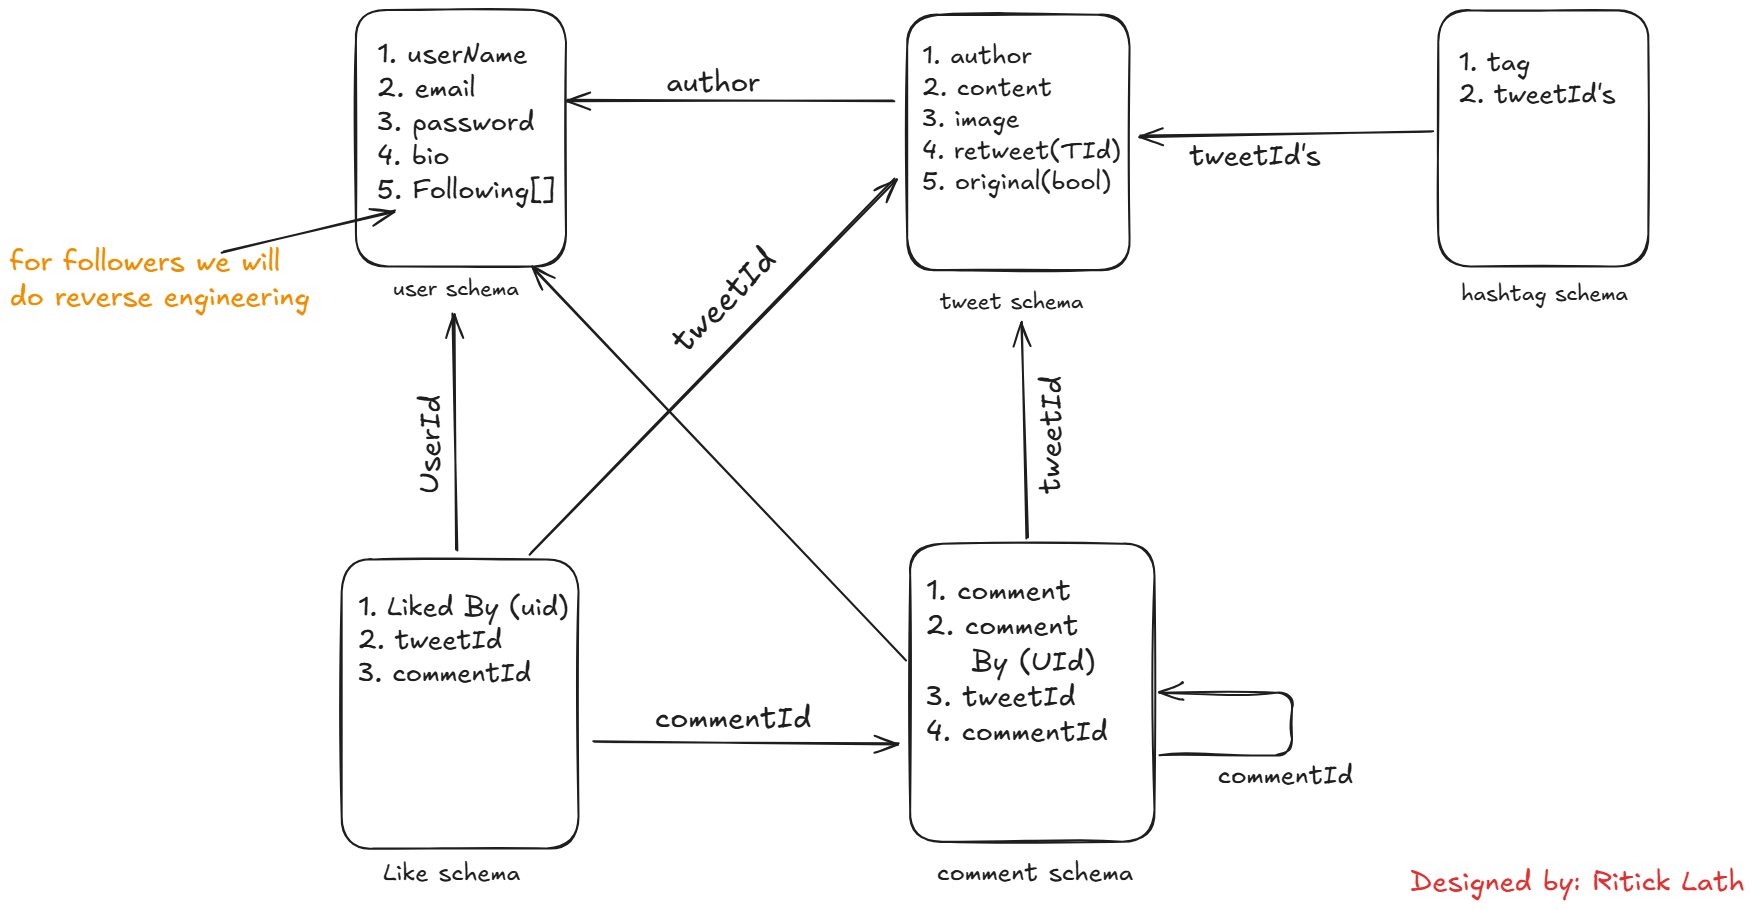 1. userName
2. email
3. password
4. bio
5. Following[]
user schema
for followers we will
do reverse engineering
author
1. author
2. content
3. image
4. retweet(TId)
5. original(bool)
tweet schema
tweetId's
1. tag
2. tweetId's
hashtag schema
UserId
tweetId
tweetId
1. Liked By (uid)
2. tweetId
3. commentId
Like schema
commentId
1. comment
2. comment
By (UId)
3. tweetId
4. commentId
comment schema
commentId
Designed by: Ritick Lath